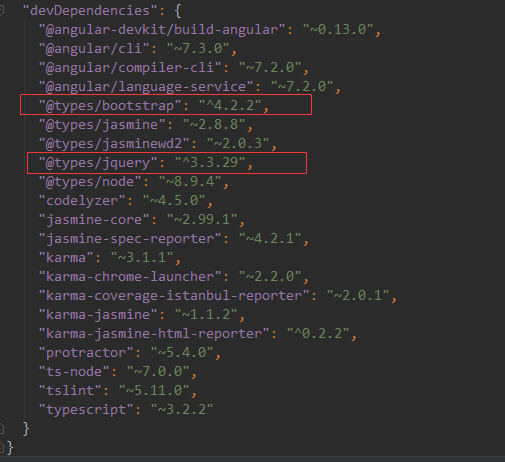 "devDependencies": {
"@angular-devkit/build-angular": "~0.13.0",
"@angular/cli": "~7.3.0",
"@angular/compiler-cli": "~7.2.0",
"@angular/language-service": "~7.2.0",
"@types/bootstrap": "^4.2.2",
"@types/jasmine": "~2.8.8",
"@types/jasminewd2": "~2.0.3",
"@types/jquery": "^3.3.29",
"@types/node": "~8.9.4",
"codelyzer": "~4.5.0",
"jasmine-core": "~2.99.1",
"jasmine-spec-reporter": "~4.2.1",
"karma": "~3.1.1",
"karma-chrome-launcher": "~2.2.0",
"karma-coverage-istanbul-reporter": "~2.0.1",
"karma-jasmine": "~1.1.2",
"karma-jasmine-html-reporter": "^0.2.2",
"protractor": "~5.4.0",
"ts-node": "~7.0.0",
"tslint": "~5.11.0",
"typescript": "~3.2.2"
}
}